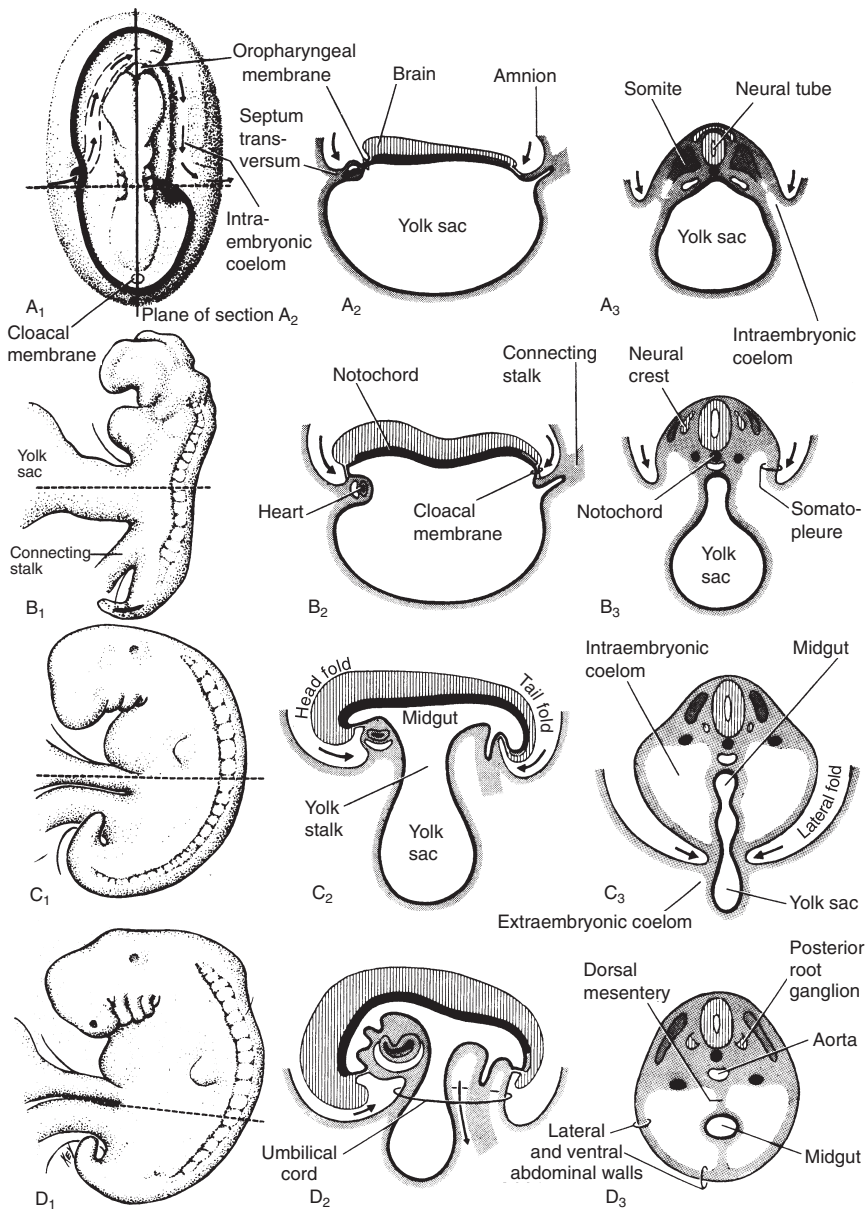 Oropharyngeal
membrane
Brain
Amnion
Somite
Neural tube
Septum
trans-
versum
Intra-
embryonic
coelom
Yolk sac
Yolk sac
A1
Plane of section A2
A2
A3
Cloacal
membrane
Intraembryonic
coelom
Connecting
stalk
Neural
crest
Notochord
Yolk
sac
Heart
Cloacal
membrane
Notochord
Somato-
pleure
Connecting
stalk
Yolk
sac
B1
B2
B3
Head fold
Tail fold
Midgut
Intraembryonic
coelom
Midgut
Yolk
stalk
Yolk
sac
Lateral fold
C1
C2
C3
Extraembryonic coelom
Yolk sac
Dorsal
mesentery
Posterior
root
ganglion
Aorta
Umbilical
cord
Lateral
and ventral
abdominal walls
Midgut
D1
D2
D3